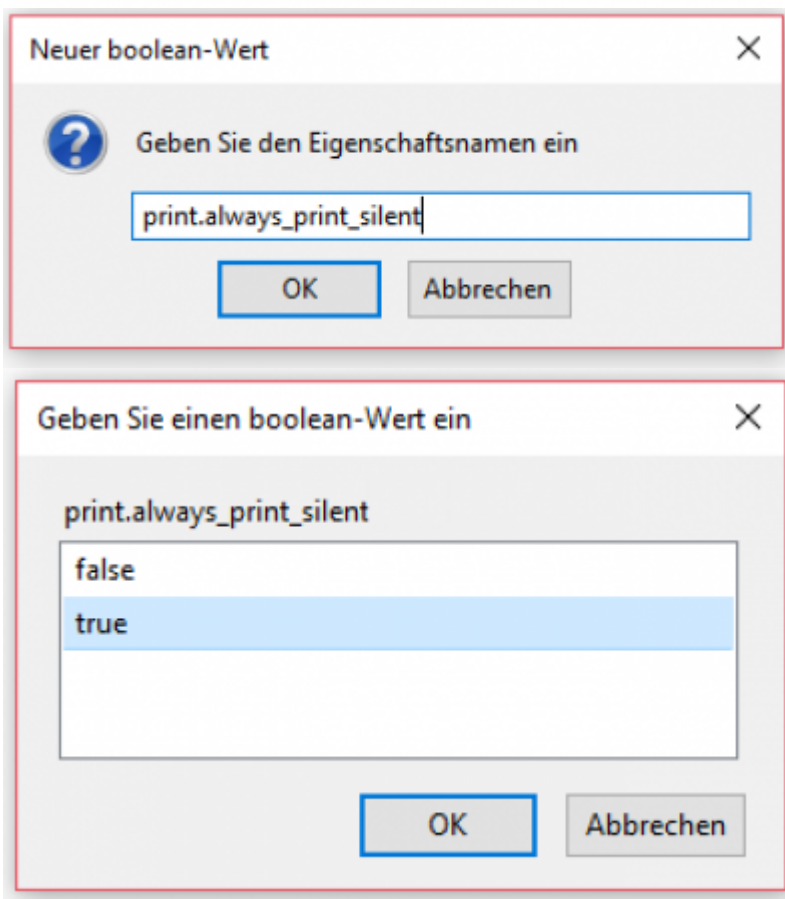 Neuer boolean-Wert
Geben Sie den Eigenschaftsnamen ein
print.always_print_silent
OK Abbrechen
Geben Sie einen boolean-Wert ein
print.always_print_silent
false
true
OK Abbrechen